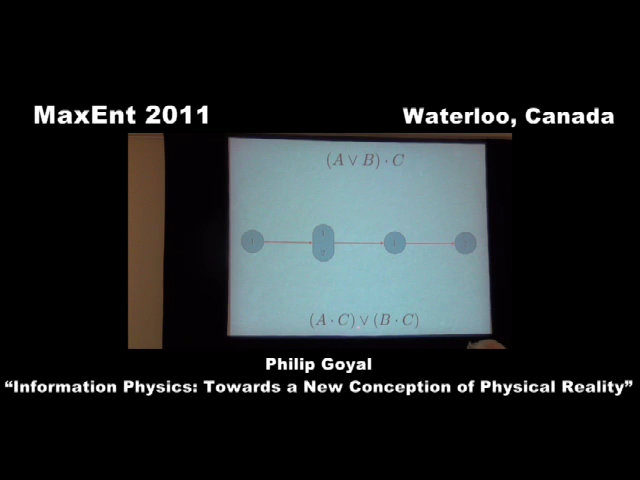 MaxEnt 2011
Waterloo, Canada
(A ∨ B) · C
(A · C) ∨ (B · C)
Philip Goyal
“Information Physics: Towards a New Conception of Physical Reality”